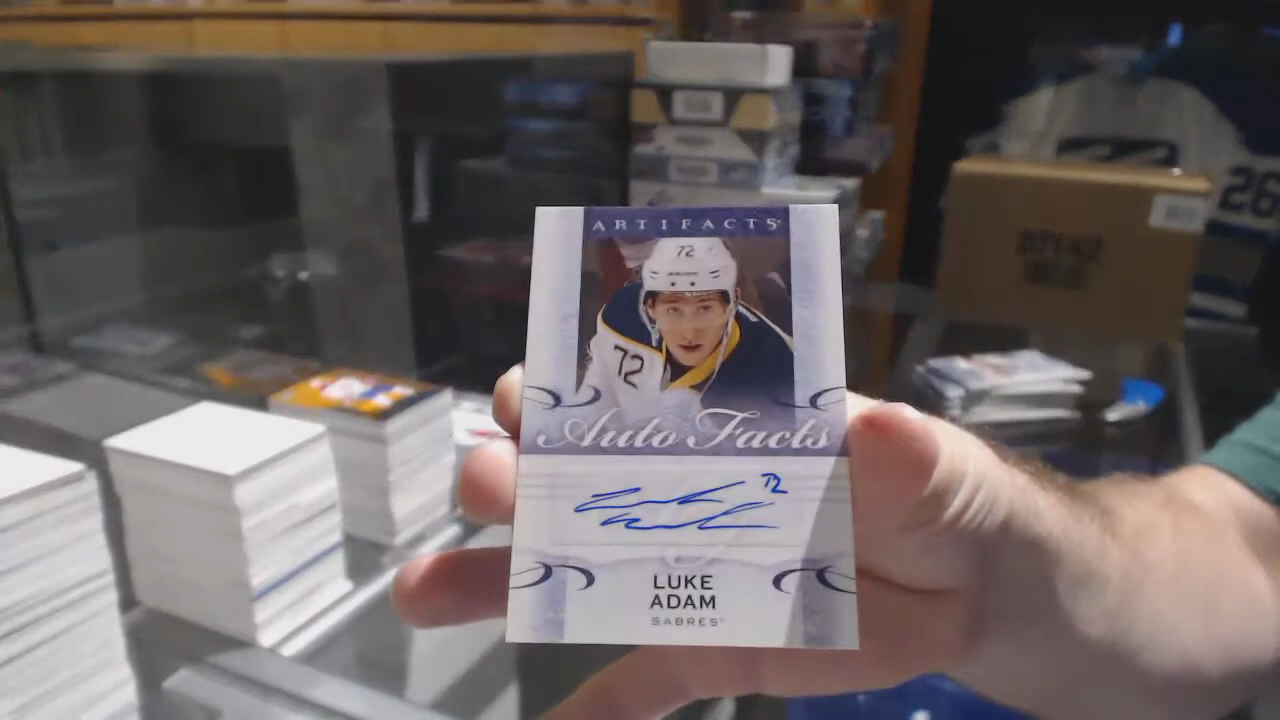 ARTIFACTS
72
72
Auto Facts
72
LUKE
ADAM
SABRES
26